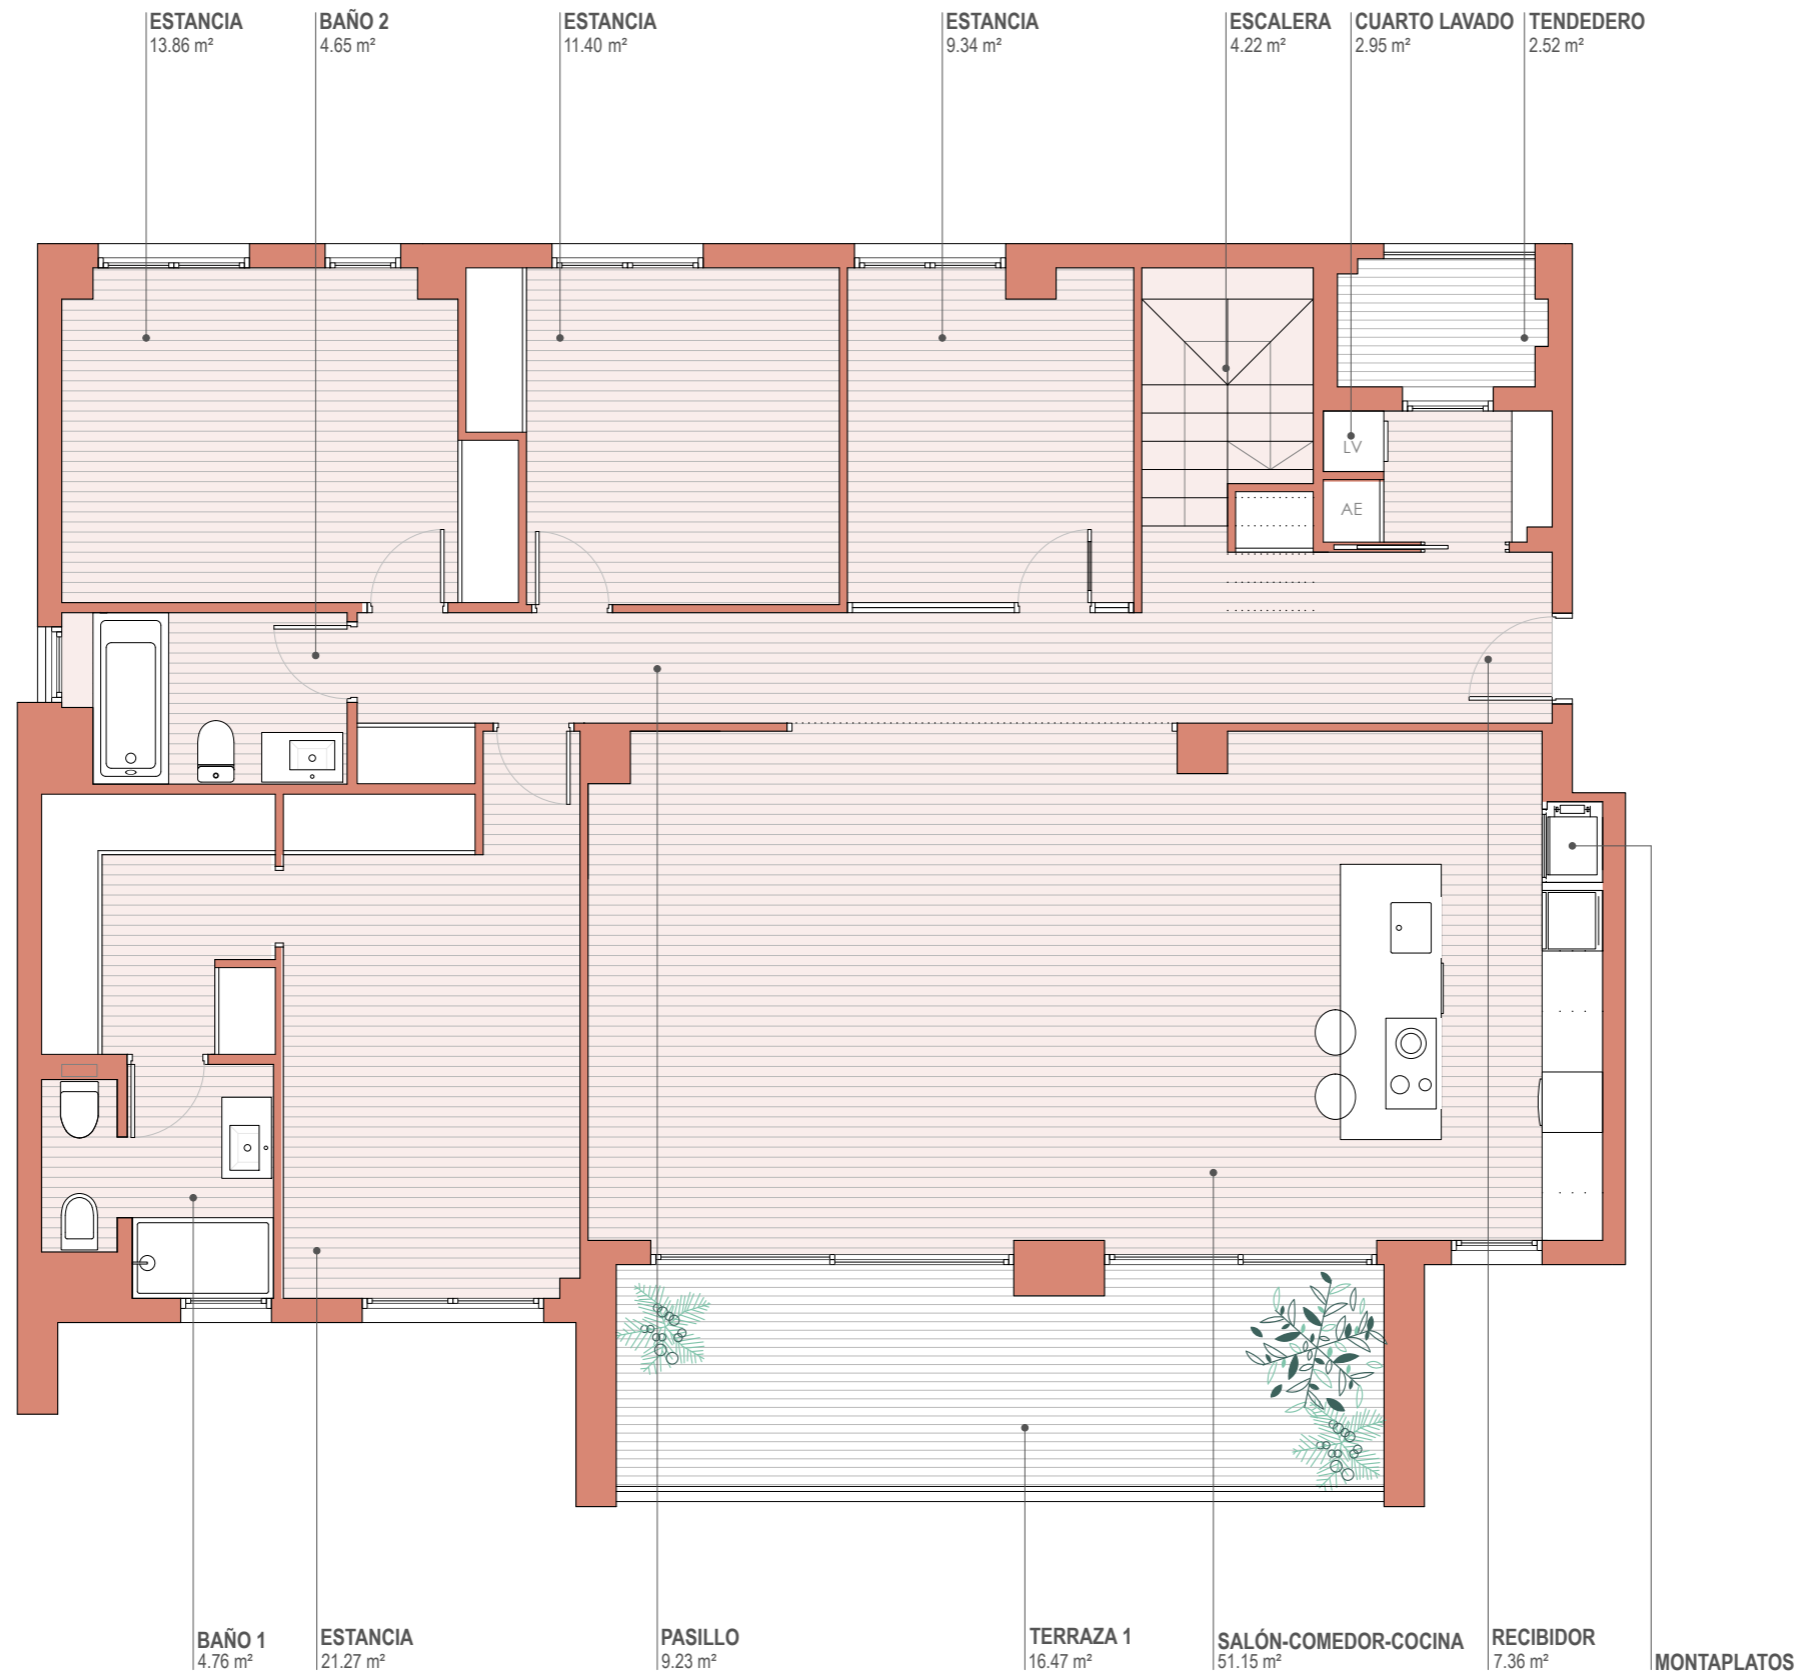 ESTANCIA
13.86 m²
BAÑO 2
4.65 m²
ESTANCIA
11.40 m²
ESTANCIA
9.34 m²
ESCALERA
4.22 m²
CUARTO LAVADO
2.95 m²
TENDEDERO
2.52 m²
LV
AE
BAÑO 1
4.76 m²
ESTANCIA
21.27 m²
PASILLO
9.23 m²
TERRAZA 1
16.47 m²
SALÓN-COMEDOR-COCINA
51.15 m²
RECIBIDOR
7.36 m²
MONTAPLATOS